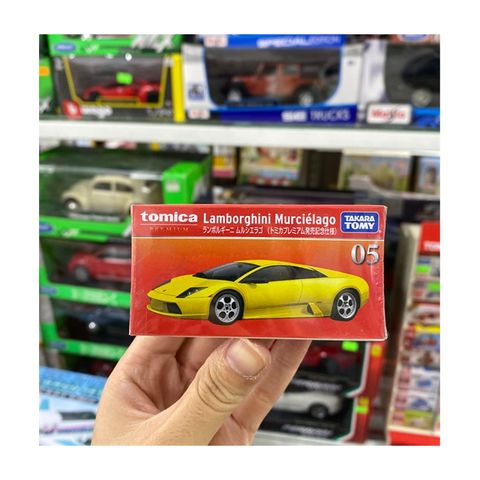 SPECIAL EDITION
TRUCKS
tomica Lamborghini Murciélago
PREMIUM
ランボルギーニ ムルシエラゴ (トミカプレミアム発売記念仕様)
TAKARA
TOMY
05